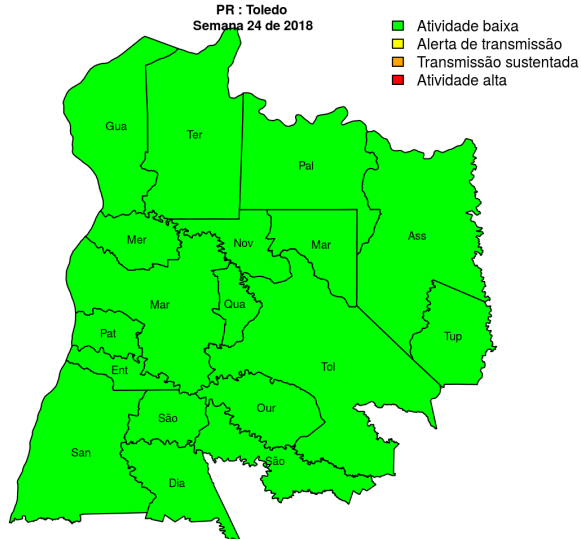 PR : Toledo
Semana 24 de 2018
Atividade baixa
Alerta de transmissão
Transmissão sustentada
Atividade alta
Gua
Ter
Pal
Mer
Nov
Mar
Ass
Mar
Qua
Pat
Tup
Ent
Tol
São
Our
San
São
Dia